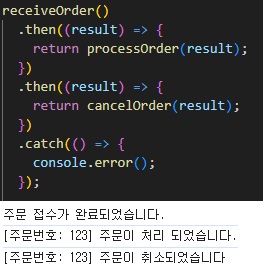 receiveOrder()
.then((result) => {
return processOrder(result);
})
.then((result) => {
return cancelOrder(result);
})
.catch(() => {
console.error();
});
주문 접수가 완료되었습니다.
[주문번호: 123] 주문이 처리 되었습니다.
[주문번호: 123] 주문이 취소되었습니다